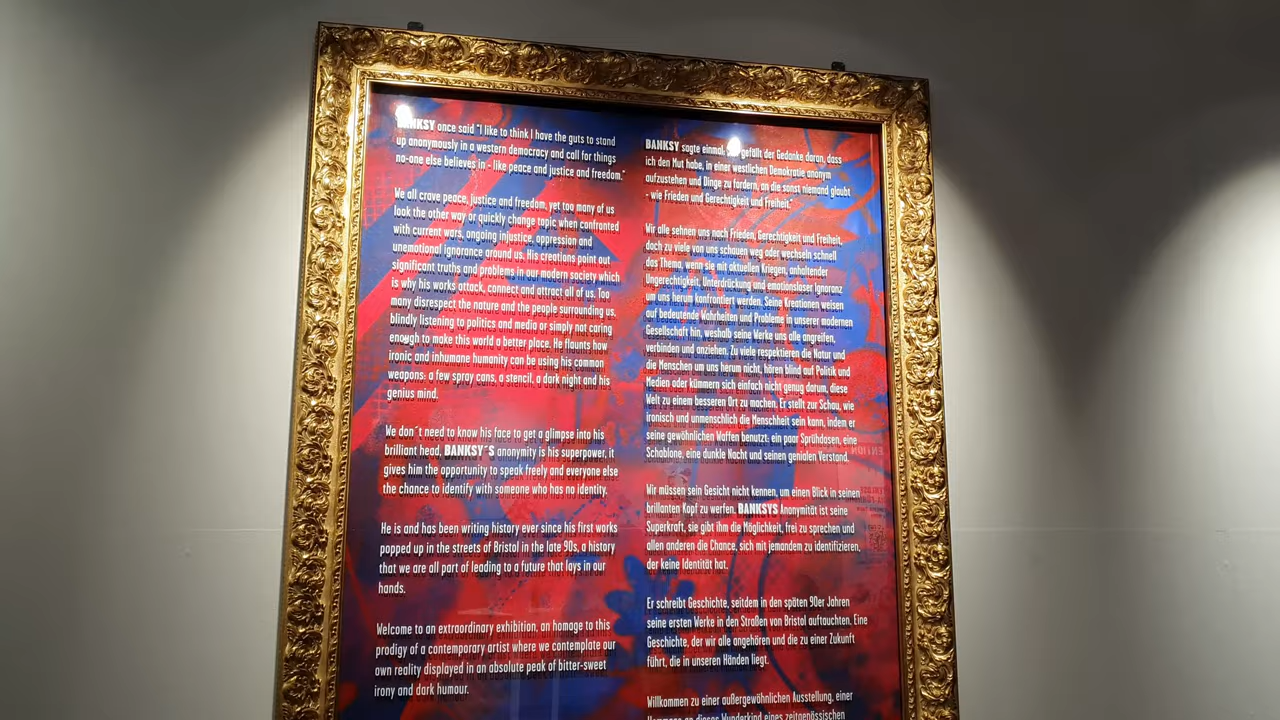 BANKSY once said "I like to think I have the guts to stand
up anonymously in a western democracy and call for things
no-one else believes in - like peace and justice and freedom."
We all crave peace, justice and freedom, yet too many of us
look the other way or quickly change topic when confronted
with current wars, ongoing injustice, oppression and
unemotional ignorance around us. His creations point out
significant truths and problems in our modern society which
is why his works attack, connect and attract all of us. Too
many disrespect the nature and the people surrounding us,
blindly listening to politics and media or simply not caring
enough to make this world a better place. He flaunts how
ironic and inhumane humanity can be using his common
weapons: a few spray cans, a stencil, a dark night and his
genius mind.
We don´t need to know his face to get a glimpse into his
brilliant head. BANKSY´S anonymity is his superpower, it
gives him the opportunity to speak freely and everyone else
the chance to identify with someone who has no identity.
He is and has been writing history ever since his first works
popped up in the streets of Bristol in the late 90s, a history
that we are all part of leading to a future that lays in our
hands.
Welcome to an extraordinary exhibition, an homage to this
prodigy of a contemporary artist where we contemplate our
own reality displayed in an absolute peak of bitter-sweet
irony and dark humour.
BANKSY sagte einmal gefällt der Gedanke daran, dass
ich den Mut habe, in einer westlichen Demokratie anonym
aufzustehen und Dinge zu fordern, an die sonst niemand glaubt
- wie Frieden und Gerechtigkeit und Freiheit."
Wir alle sehnen uns nach Frieden, Gerechtigkeit und Freiheit,
doch zu viele von uns schauen weg oder wechseln schnell
das Thema, wenn sie mit aktuellen Kriegen, anhaltender
Ungerechtigkeit, Unterdrückung und emotionsloser Ignoranz
um uns herum konfrontiert werden. Seine Kreationen weisen
auf bedeutende Wahrheiten und Probleme in unserer modernen
Gesellschaft hin, weshalb seine Werke uns alle angreifen,
verbinden und anziehen. Zu viele respektieren die Natur und
die Menschen um uns herum nicht, hören blind auf Politik und
Medien oder kümmern sich einfach nicht genug darum, diese
Welt zu einem besseren Ort zu machen. Er stellt zur Schau, wie
ironisch und unmenschlich die Menschheit sein kann, indem er
seine gewöhnlichen Waffen benutzt: ein paar Sprühdosen, eine
Schablone, eine dunkle Nacht und seinen genialen Verstand.
Wir müssen sein Gesicht nicht kennen, um einen Blick in seinen
brillanten Kopf zu werfen. BANKSYS Anonymität ist seine
Superkraft, sie gibt ihm die Möglichkeit, frei zu sprechen und
allen anderen die Chance, sich mit jemandem zu identifizieren,
der keine Identität hat.
Er schreibt Geschichte, seitdem in den späten 90er Jahren
seine ersten Werke in den Straßen von Bristol auftauchten. Eine
Geschichte, der wir alle angehören und die zu einer Zukunft
führt, die in unseren Händen liegt.
Willkommen zu einer außergewöhnlichen Ausstellung, einer
Hommage an dieses Wunderkind eines zeitgenössischen